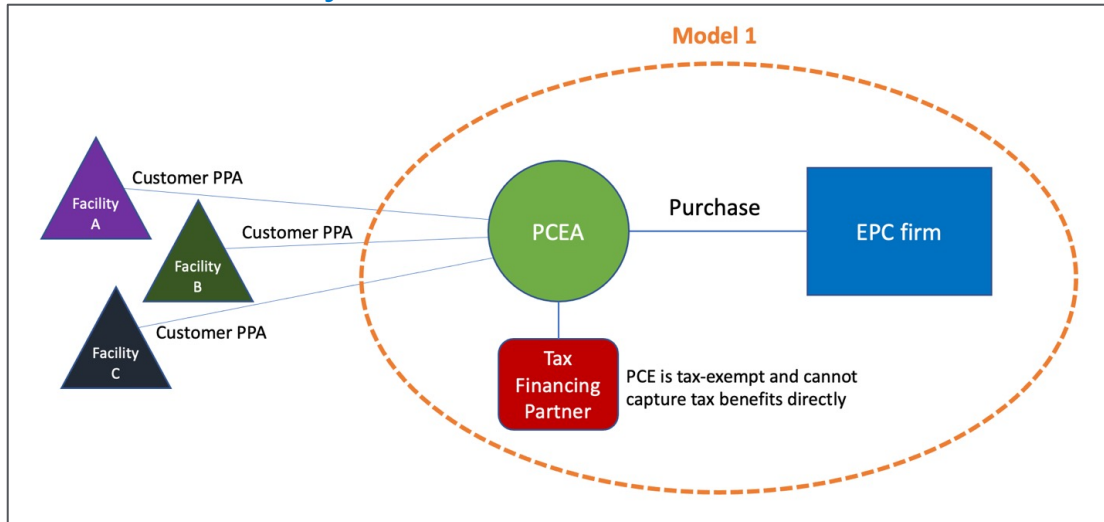 Model 1
Customer PPA
Facility
A
Customer PPA
Facility
B
Customer PPA
Facility
C
PCEA
Purchase
EPC firm
Tax
Financing
Partner
PCE is tax-exempt and cannot
capture tax benefits directly